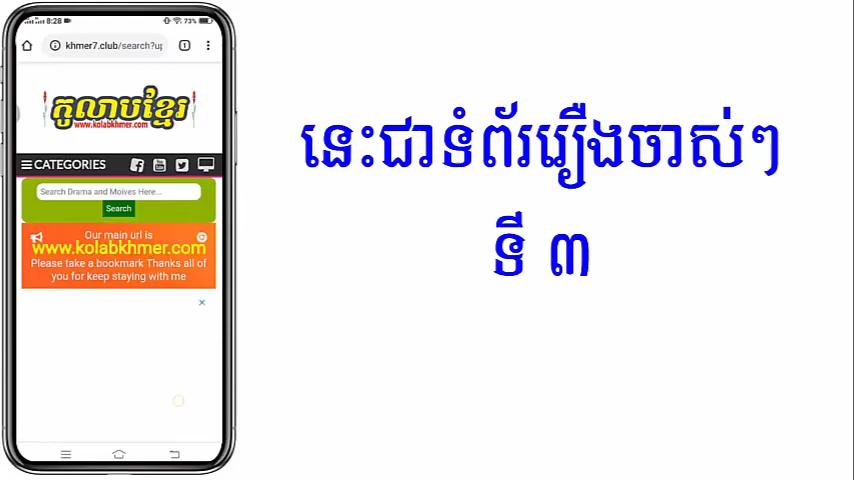 8:28
73%
khmer7.club/search?up
1
កូលាបខ្មែរ
www.kolabkhmer.com
CATEGORIES
Search Drama and Moives Here...
Search
Our main url is
www.kolabkhmer.com
Please take a bookmark Thanks all of
you for keep staying with me
នេះជាទំព័ររឿងចាស់ៗ
ទី ៣